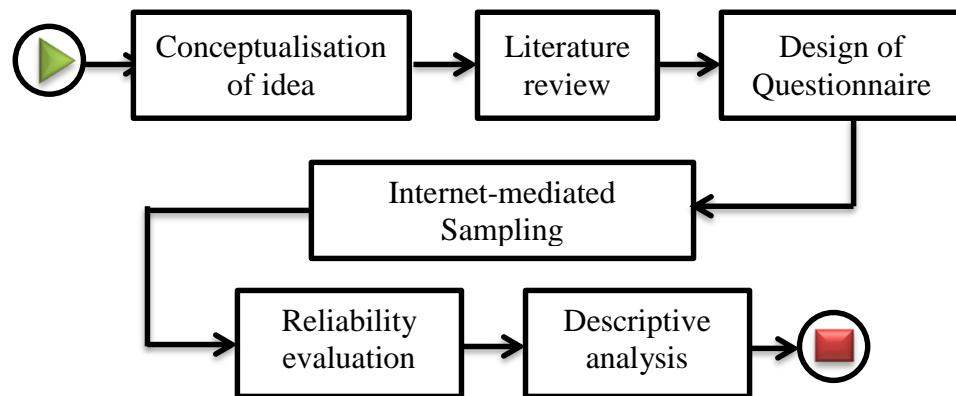 Conceptualisation
of idea
Literature
review
Design of
Questionnaire
Internet-mediated
Sampling
Reliability
evaluation
Descriptive
analysis